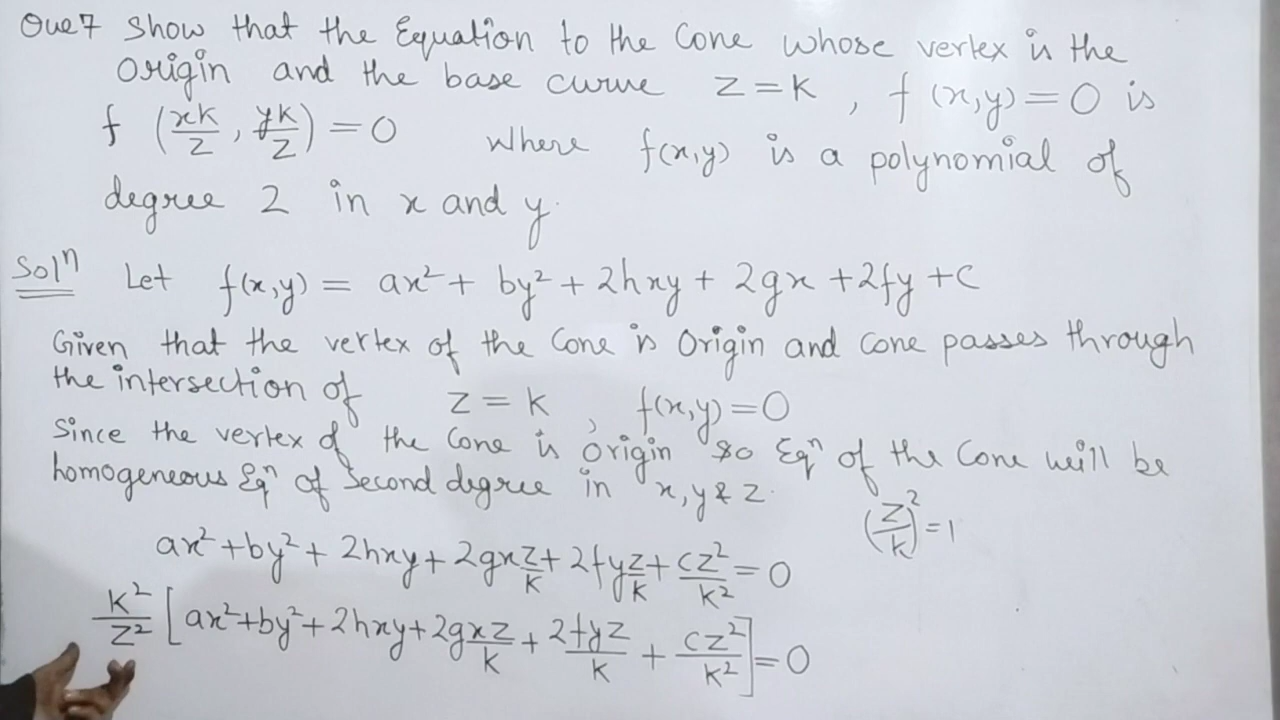 Que7 Show that the Equation to the Cone whose vertex is the
Origin and the base curve z = k , f (x,y) = 0 is
f (xk/z , yk/z) = 0 where f(x,y) is a polynomial of
degree 2 in x and y.
Solⁿ Let f(x,y) = ax² + by² + 2hxy + 2gx + 2fy + c
Given that the vertex of the Cone is Origin and cone passes through
the intersection of z = k , f(x,y) = 0
Since the vertex of the Cone is origin so Eqⁿ of the Cone will be
homogeneous Eqⁿ of Second degree in x, y & z.
(z/k)² = 1
ax² + by² + 2hxy + 2gxz/k + 2fyz/k + cz²/k² = 0
k²/z² [ax² + by² + 2hxy + 2gxz/k + 2fyz/k + cz²/k²] = 0